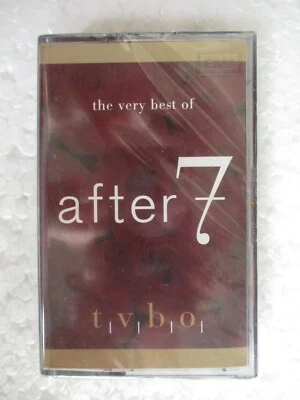 the very best of
after 7
t|v|b|o|